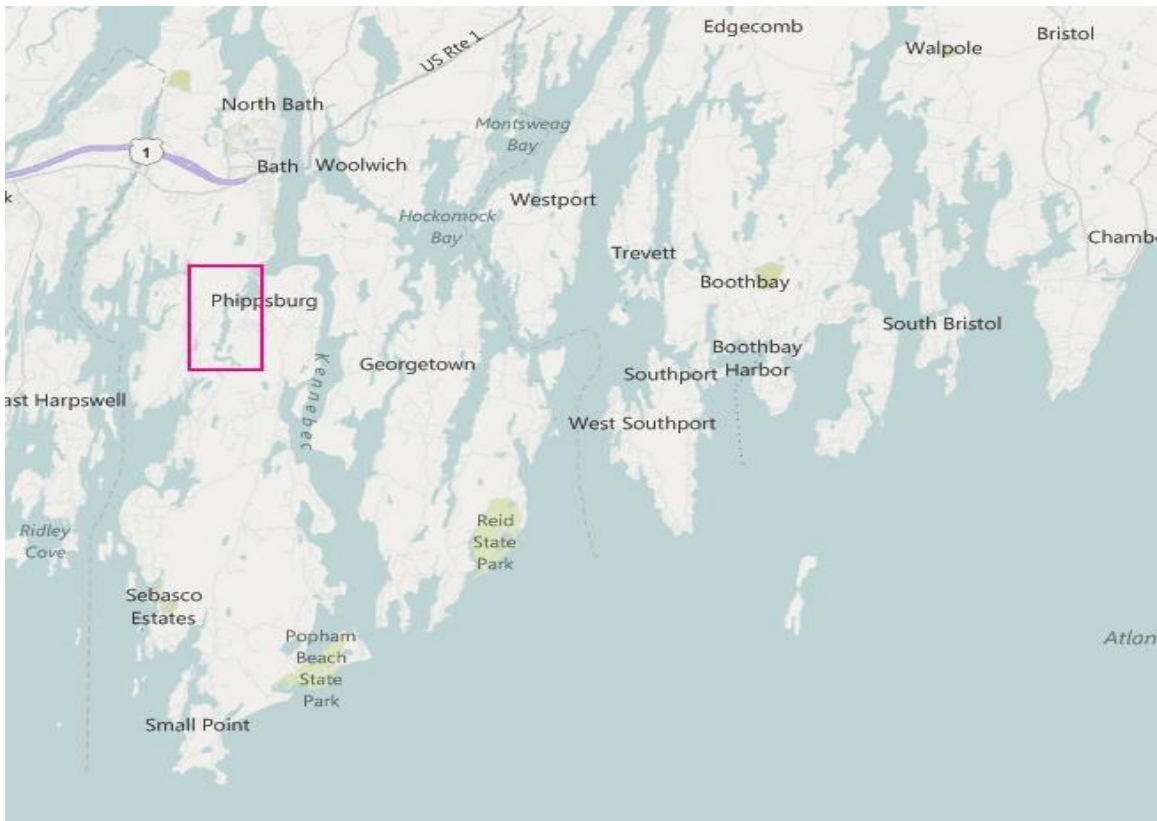 Edgecomb
Bristol
Walpole
US Rte 1
North Bath
Montsweag
Bay
1
Bath
Woolwich
k
Westport
Hockomock
Bay
Chamb
Trevett
Boothbay
Phippsburg
South Bristol
Boothbay
Harbor
Georgetown
Southport
Kennebec
ast Harpswell
West Southport
Reid
State
Park
Ridley
Cove
Sebasco
Estates
Popham
Beach
State
Park
Atlan
Small Point